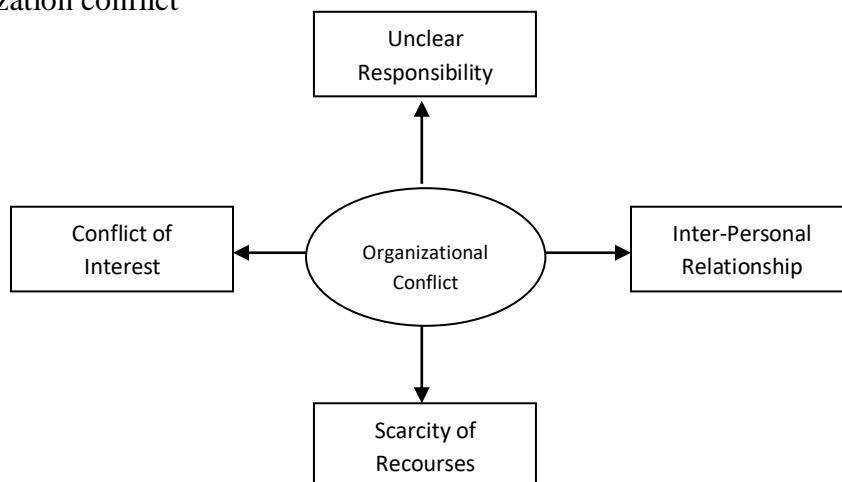 zation conflict
Unclear
Responsibility
Conflict of
Interest
Organizational
Conflict
Inter-Personal
Relationship
Scarcity of
Recourses